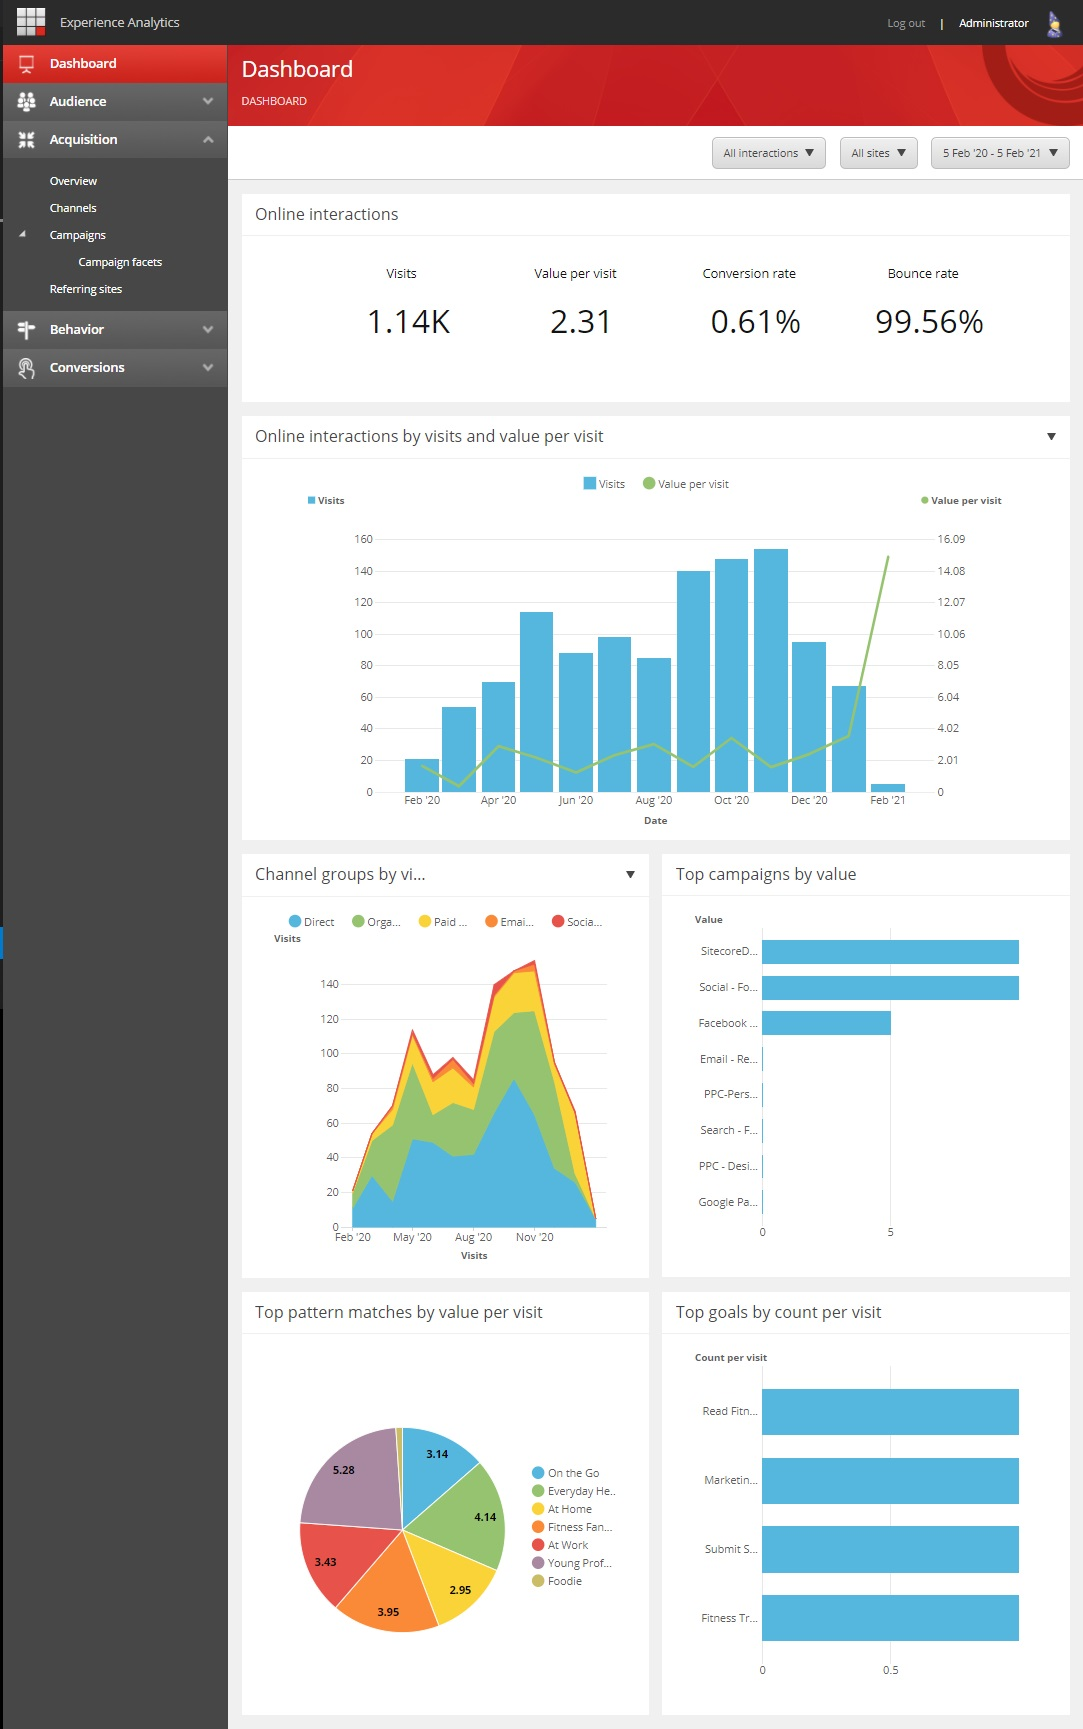 Experience Analytics
Log out | Administrator
Dashboard
Audience
Acquisition
Overview
Channels
Campaigns
Campaign facets
Referring sites
Behavior
Conversions
Dashboard
DASHBOARD
All interactions ▼ All sites ▼ 5 Feb '20 - 5 Feb '21 ▼
Online interactions
Visits Value per visit Conversion rate Bounce rate
1.14K 2.31 0.61% 99.56%
Online interactions by visits and value per visit
Visits Value per visit
Visits Value per visit
160 16.09
140 14.08
120 12.07
100 10.06
80 8.05
60 6.04
40 4.02
20 2.01
0 0
Feb '20 Apr '20 Jun '20 Aug '20 Oct '20 Dec '20 Feb '21
Date
Channel groups by vi...
Direct Orga... Paid ... Emai... Socia...
Visits
140
120
100
80
60
40
20
0
Feb '20 May '20 Aug '20 Nov '20
Visits
Top campaigns by value
Value
SitecoreD...
Social - Fo...
Facebook ...
Email - Re...
PPC-Pers...
Search - F...
PPC - Desi...
Google Pa...
0 5
Top pattern matches by value per visit
3.14
5.28
4.14
3.43
2.95
3.95
On the Go
Everyday He..
At Home
Fitness Fan...
At Work
Young Prof...
Foodie
Top goals by count per visit
Count per visit
Read Fitn...
Marketin...
Submit S...
Fitness Tr...
0 0.5